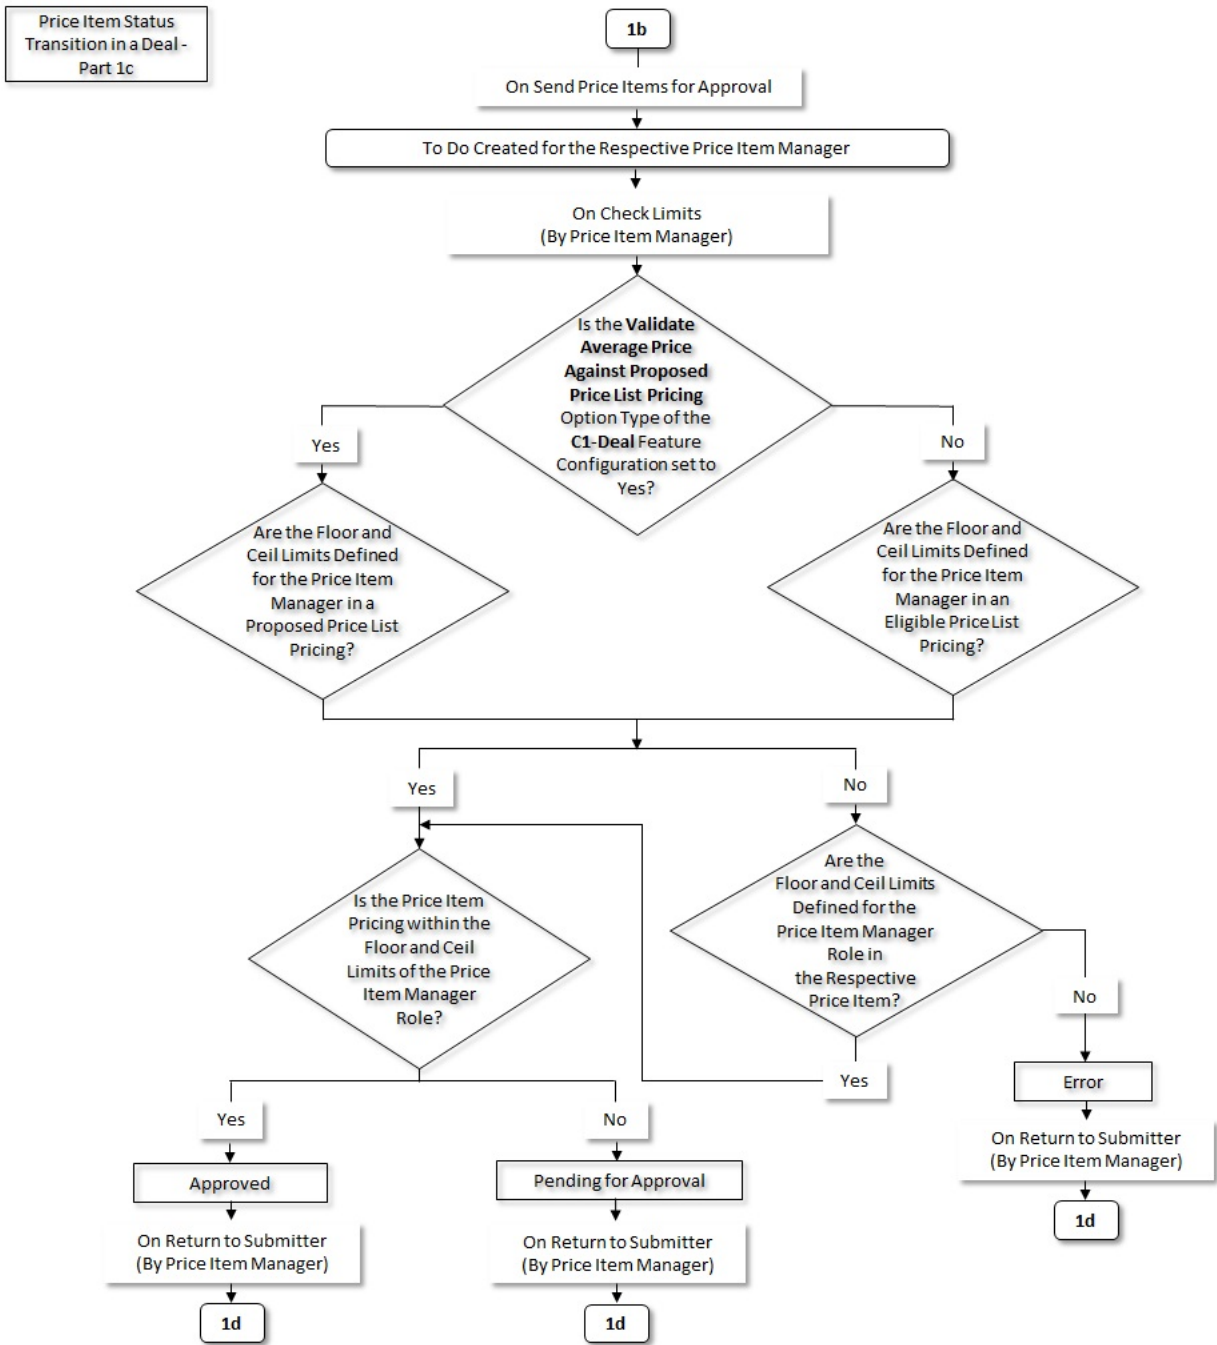 Price Item Status
Transition in a Deal -
Part 1c
1b
On Send Price Items for Approval
To Do Created for the Respective Price Item Manager
On Check Limits
(By Price Item Manager)
Is the Validate
Average Price
Against Proposed
Price List Pricing
Option Type of the
C1-Deal Feature
Configuration set to
Yes?
Yes
No
Are the Floor and
Ceil Limits Defined
for the Price Item
Manager in a
Proposed Price List
Pricing?
Are the Floor and
Ceil Limits Defined
for the Price Item
Manager in an
Eligible Price List
Pricing?
Yes
No
Is the Price Item
Pricing within the
Floor and Ceil
Limits of the Price
Item Manager
Role?
Are the
Floor and Ceil Limits
Defined for the
Price Item Manager
Role in
the Respective
Price Item?
No
Yes
Error
Yes
No
On Return to Submitter
(By Price Item Manager)
Approved
Pending for Approval
1d
On Return to Submitter
(By Price Item Manager)
On Return to Submitter
(By Price Item Manager)
1d
1d